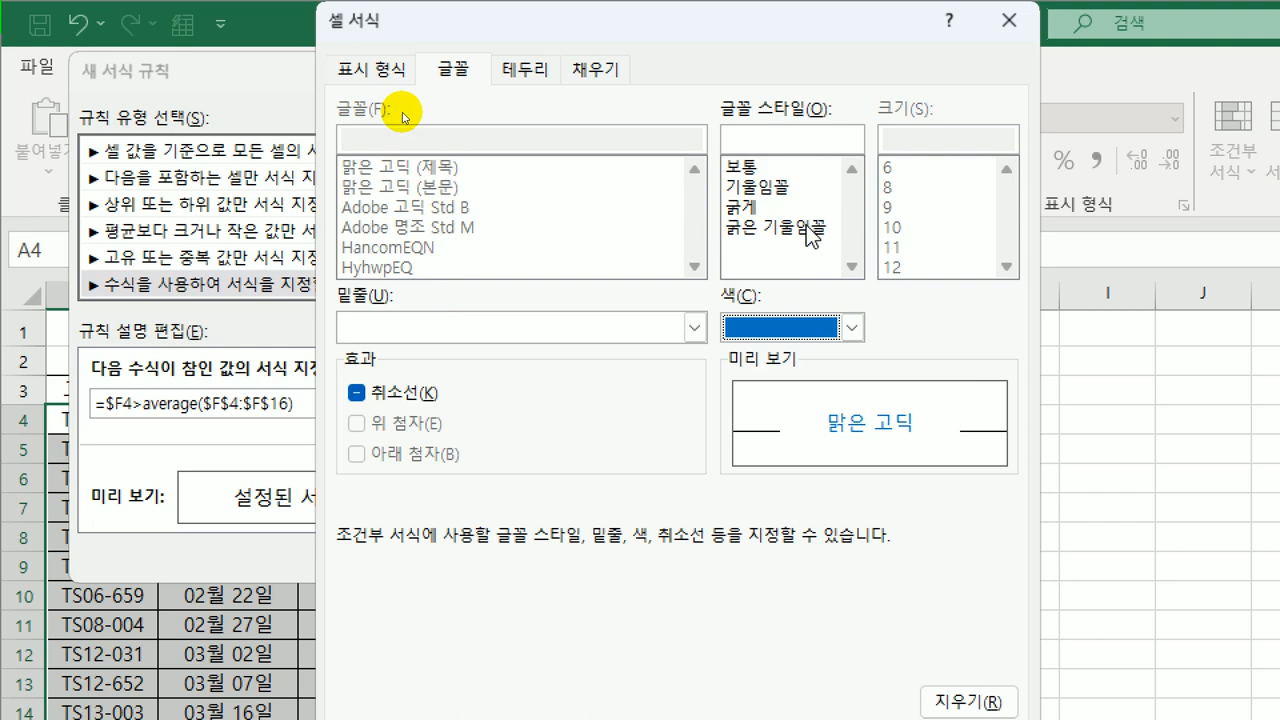 셀 서식
?
검색
파일
새 서식 규칙
표시 형식
글꼴
테두리
채우기
규칙 유형 선택(S):
▶ 셀 값을 기준으로 모든 셀의 서
▶ 다음을 포함하는 셀만 서식 지정
▶ 상위 또는 하위 값만 서식 지정
▶ 평균보다 크거나 작은 값만 서
▶ 고유 또는 중복 값만 서식 지정
▶ 수식을 사용하여 서식을 지정할
규칙 설명 편집(E):
다음 수식이 참인 값의 서식 지정
=$F4>average($F$4:$F$16)
미리 보기:
설정된 서
글꼴(F):
맑은 고딕 (제목)
맑은 고딕 (본문)
Adobe 고딕 Std B
Adobe 명조 Std M
HancomEQN
HyhwpEQ
글꼴 스타일(O):
보통
기울임꼴
굵게
굵은 기울임꼴
크기(S):
6
8
9
10
11
12
밑줄(U):
색(C):
효과
취소선(K)
위 첨자(E)
아래 첨자(B)
미리 보기
맑은 고딕
조건부 서식에 사용할 글꼴 스타일, 밑줄, 색, 취소선 등을 지정할 수 있습니다.
지우기(R)
붙여넣기
% 
조건부
서식
표시 형식
A4
I J
1
2
3
4
5
6
7
8
9
10 TS06-659 02월 22일
11 TS08-004 02월 27일
12 TS12-031 03월 02일
13 TS12-652 03월 07일
14 TS13-003 03월 16일